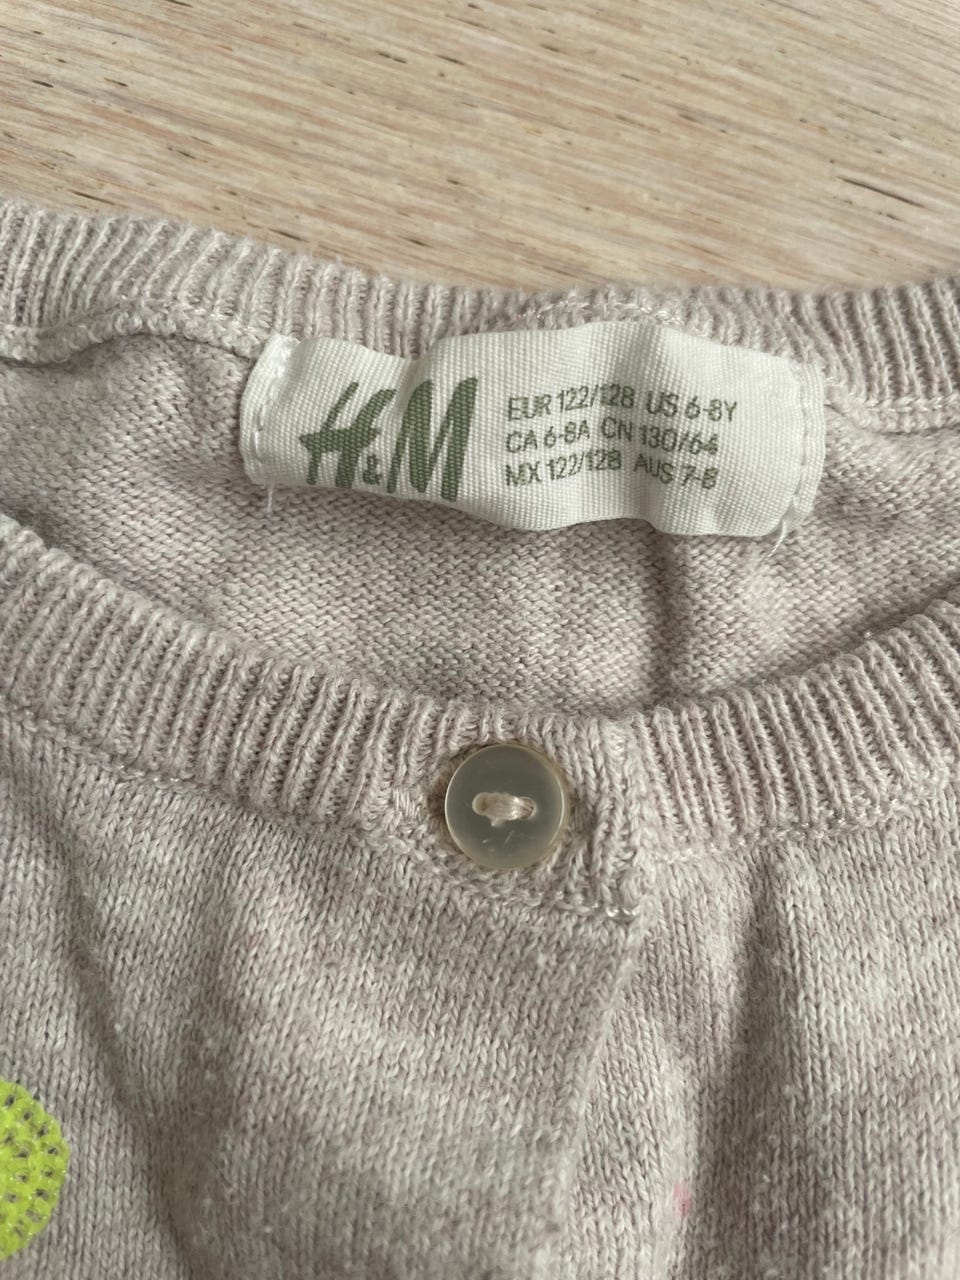 H&M
EUR 122/128 US 6-8Y
CA 6-8A CN 130/64
MX 122/128 AUS 7-8